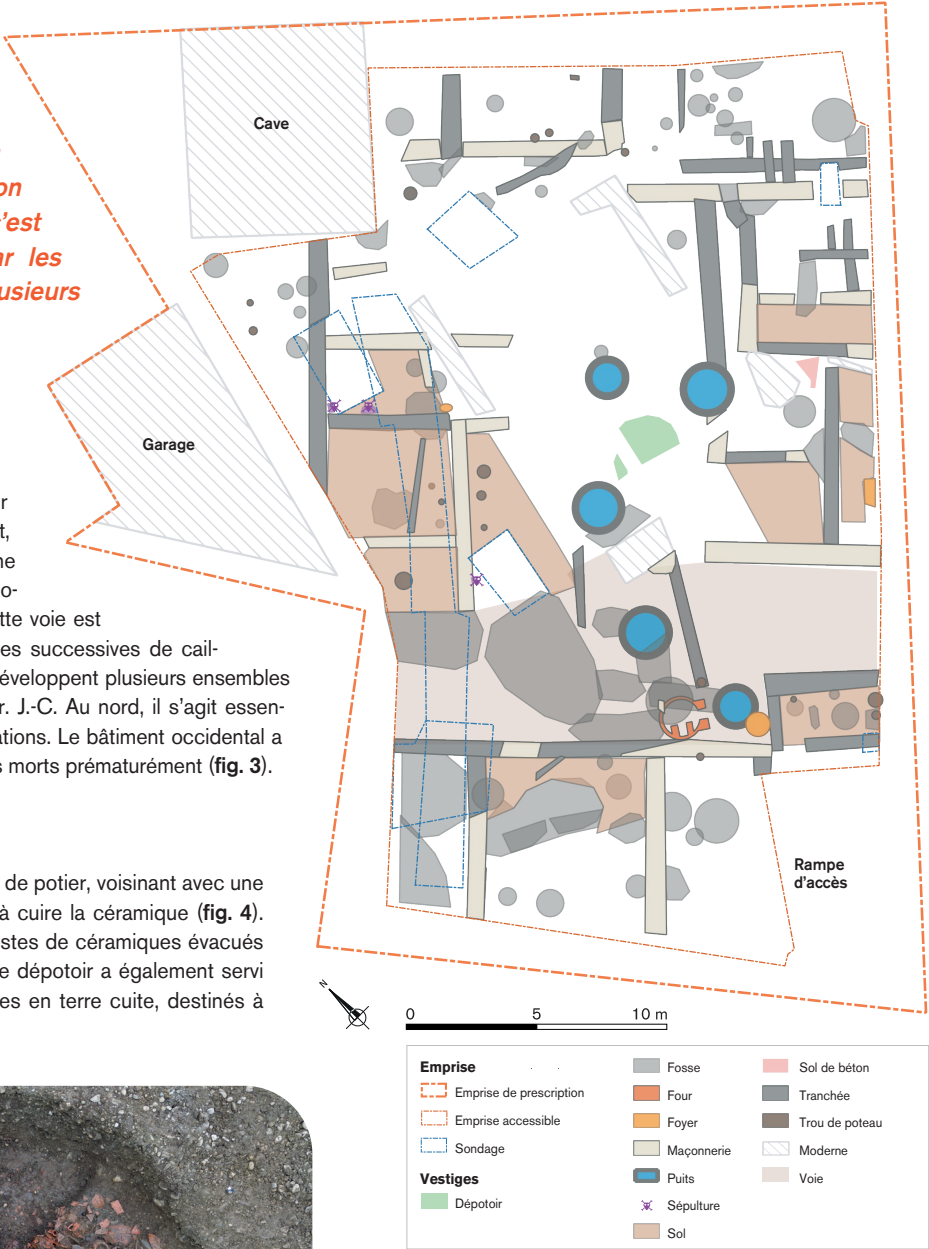 on
c'est
par les
plusieurs
Cave
Garage
t,
ette voie est
es successives de cail-
développent plusieurs ensembles
r. J.-C. Au nord, il s'agit essen-
ations. Le bâtiment occidental a
s morts prématurément (fig. 3).
de potier, voisinant avec une
à cuire la céramique (fig. 4).
stes de céramiques évacués
e dépotoir a également servi
es en terre cuite, destinés à
Rampe
d'accès
N
0 5 10 m
Emprise
Emprise de prescription
Emprise accessible
Sondage
Vestiges
Dépotoir
Fosse
Four
Foyer
Maçonnerie
Puits
Sépulture
Sol
Sol de béton
Tranchée
Trou de poteau
Moderne
Voie